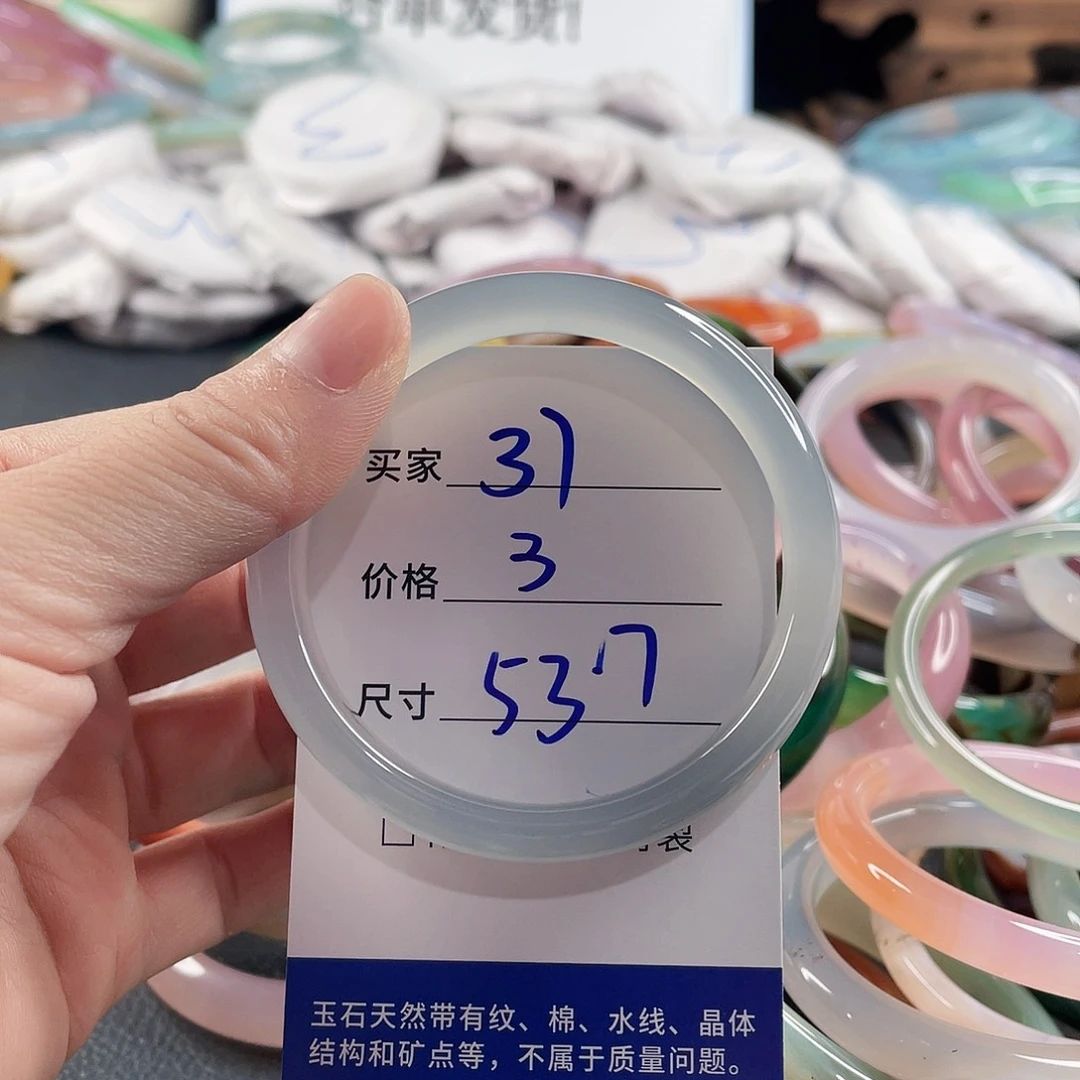 买家 31
价格 3
尺寸 53.7
玉石天然带有纹、棉、水线、晶体
结构和矿点等，不属于质量问题。